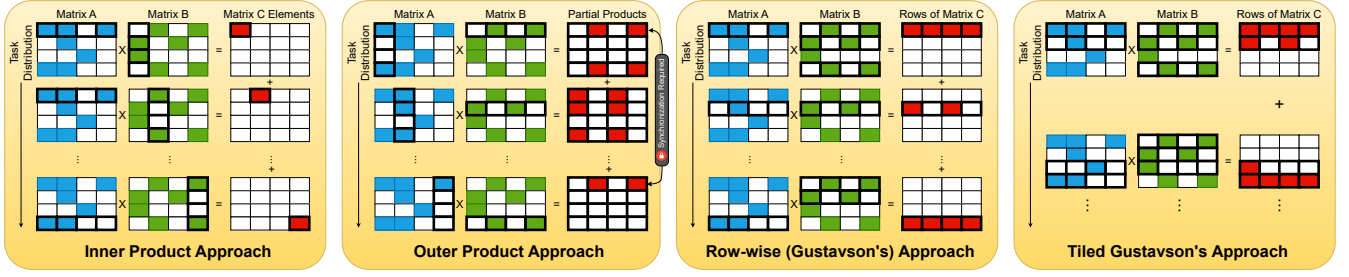 Matrix A
Matrix B
Matrix C Elements
Task
Distribution
X
=
+
X
=
...
...
...
+
X
=
Inner Product Approach
Matrix A
Matrix B
Partial Products
Task
Distribution
X
=
+
X
=
Synchronization Required
...
...
...
+
X
=
Outer Product Approach
Matrix A
Matrix B
Rows of Matrix C
Task
Distribution
X
=
+
X
=
...
...
...
+
X
=
Row-wise (Gustavson's) Approach
Matrix A
Matrix B
Rows of Matrix C
Task
Distribution
X
=
+
X
=
...
...
...
Tiled Gustavson's Approach